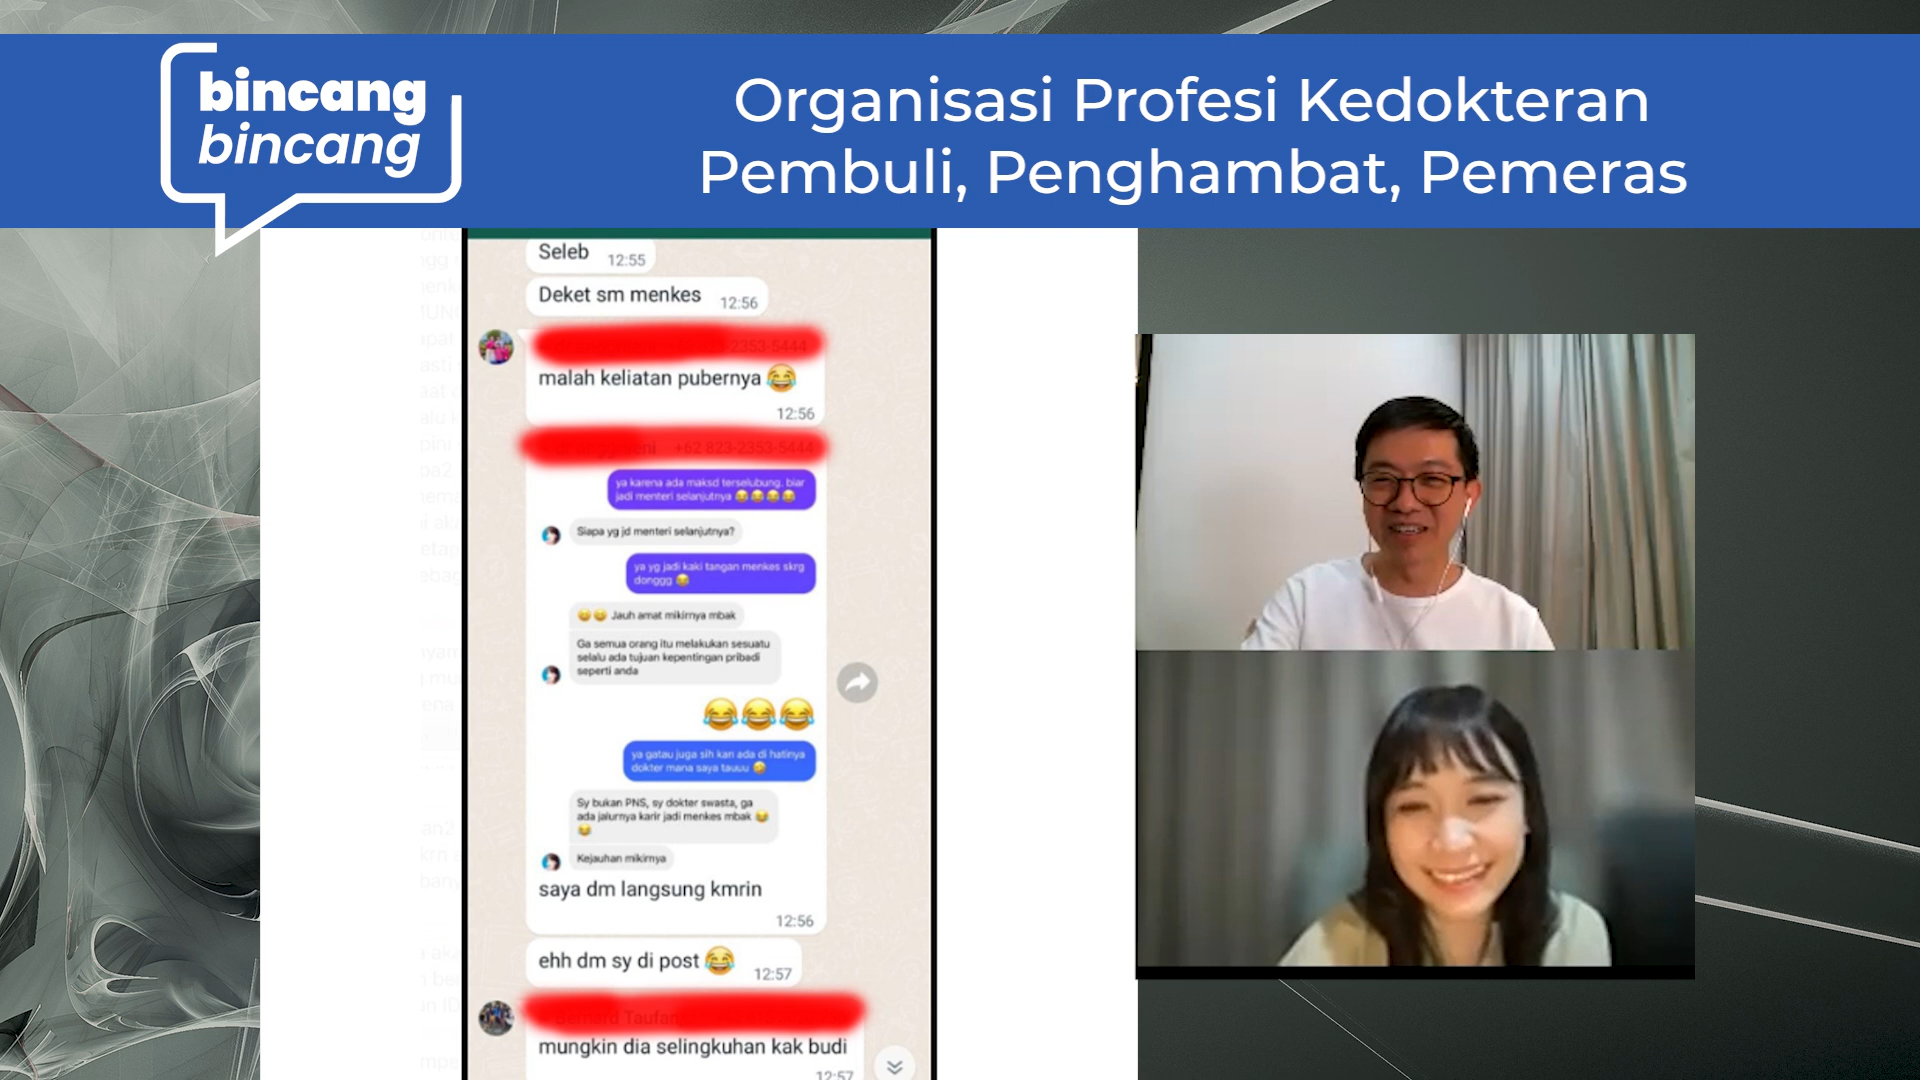 bincang
bincang
Organisasi Profesi Kedokteran
Pembuli, Penghambat, Pemeras
Seleb 12:55
Deket sm menkes 12:56
malah keliatan pubernya 😂
12:56
ya karena ada maksd terselubung. biar
jadi menteri selanjutnya 😂😂😂😂
Siapa yg jd menteri selanjutnya?
ya yg jadi kaki tangan menkes skrg
donggg 😂
😄😄 Jauh amat mikirnya mbak
Ga semua orang itu melakukan sesuatu
selalu ada tujuan kepentingan pribadi
seperti anda
😂😂😂
ya gatau juga sih kan ada di hatinya
dokter mana saya tauuu 🤣
Sy bukan PNS, sy dokter swasta, ga
ada jalurnya karir jadi menkes mbak 😂
😂
Kejauhan mikirnya
saya dm langsung kmrin
12:56
ehh dm sy di post 😂 12:57
mungkin dia selingkuhan kak budi
12:57